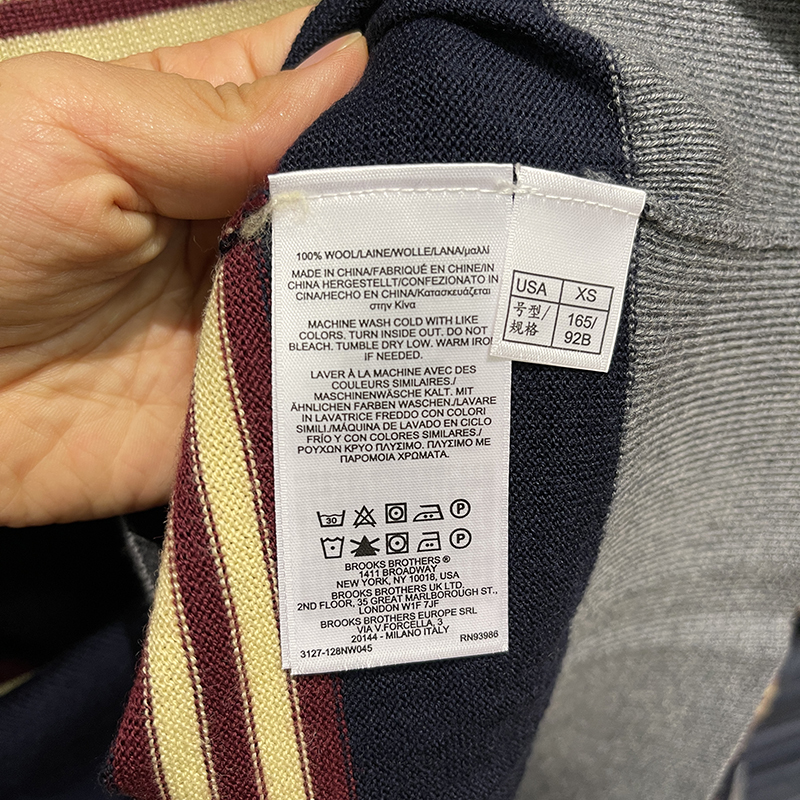 100% WOOL/LAINE/WOLLE/LANA/μαλλί
MADE IN CHINA/FABRIQUÉ EN CHINE/IN
CHINA HERGESTELLT/CONFEZIONATO IN
CINA/HECHO EN CHINA/Κατασκευάζεται
στην Κίνα
MACHINE WASH COLD WITH LIKE
COLORS. TURN INSIDE OUT. DO NOT
BLEACH. TUMBLE DRY LOW. WARM IRON
IF NEEDED.
LAVER À LA MACHINE AVEC DES
COULEURS SIMILAIRES./
MASCHINENWÄSCHE KALT. MIT
ÄHNLICHEN FARBEN WASCHEN./LAVARE
IN LAVATRICE FREDDO CON COLORI
SIMILI./MÁQUINA DE LAVADO EN CICLO
FRÍO Y CON COLORES SIMILARES./
ΡΟΥΧΩΝ ΚΡΥΟ ΠΛΥΣΙΜΟ. ΠΛΥΣΙΜΟ ΜΕ
ΠΑΡΟΜΟΙΑ ΧΡΩΜΑΤΑ.
30 P
P
BROOKS BROTHERS ®
1411 BROADWAY
NEW YORK, NY 10018, USA
BROOKS BROTHERS UK LTD.
2ND FLOOR, 35 GREAT MARLBOROUGH ST.,
LONDON W1F 7JF
BROOKS BROTHERS EUROPE SRL
VIA V.FORCELLA, 3
20144 - MILANO ITALY
RN93986
3127-128NW045
USA XS
号型/
规格
165/
92B